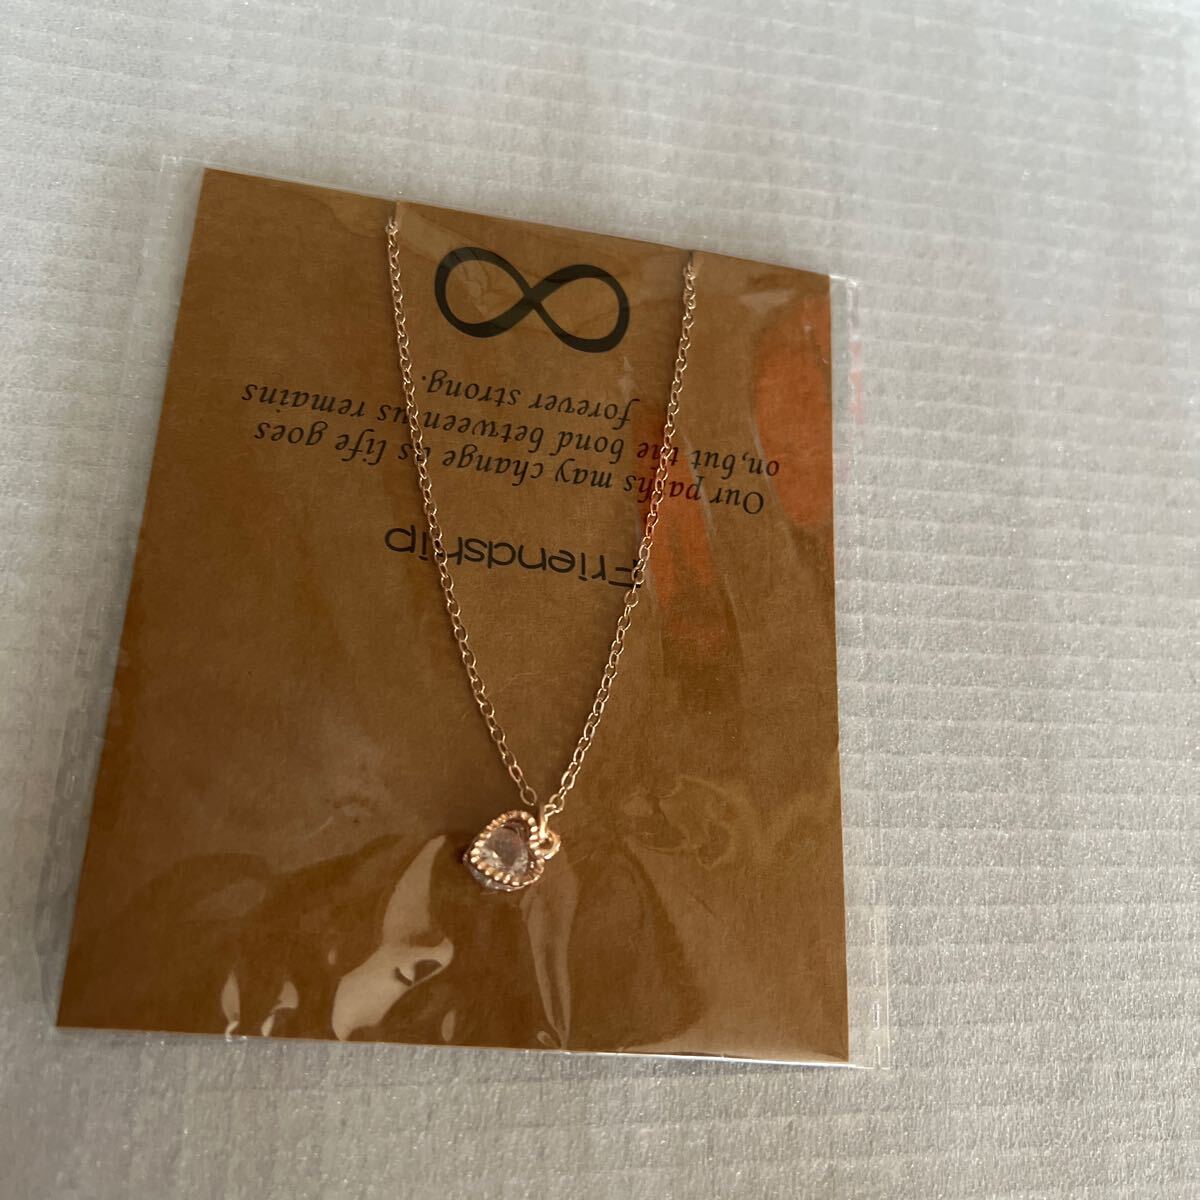 Friendship
Our paths may change as life goes
on,but the bond between us remains
forever strong.